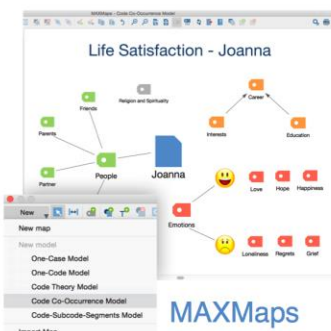 MAXMaps - Code Co-Occurrence Model
Life Satisfaction - Joanna
Friends
Religion and Spirituality
Career
Parents
Interests
Education
Partner
People
Joanna
Love
Hope
Happiness
Emotions
Loneliness
Regrets
Grief
New
New map
New model
One-Case Model
One-Code Model
Code Theory Model
Code Co-Occurrence Model
Code-Subcode-Segments Model
Import Map
MAXMaps